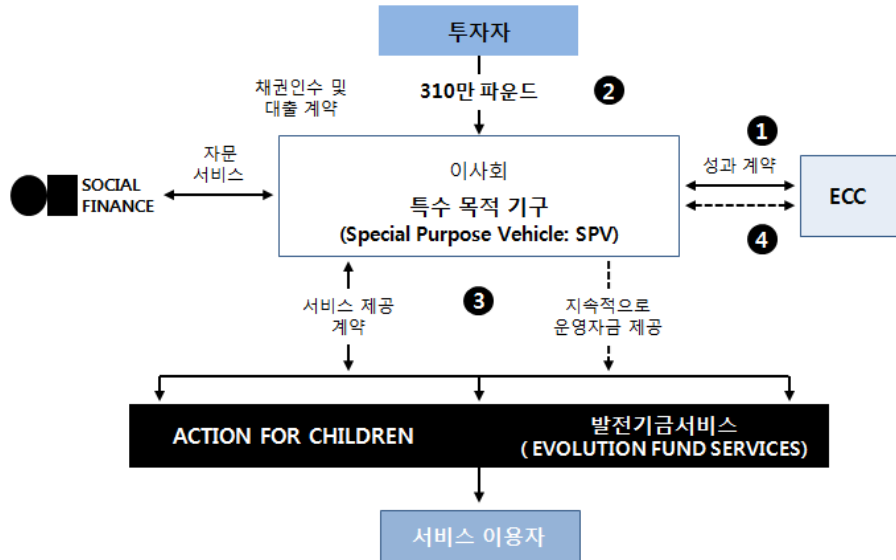 투자자
채권인수 및
대출 계약
310만 파운드
❷
❶
자문
서비스
SOCIAL
FINANCE
이사회
특수 목적 기구
(Special Purpose Vehicle: SPV)
성과 계약
ECC
❹
서비스 제공
계약
❸
지속적으로
운영자금 제공
ACTION FOR CHILDREN
발전기금서비스
( EVOLUTION FUND SERVICES)
서비스 이용자